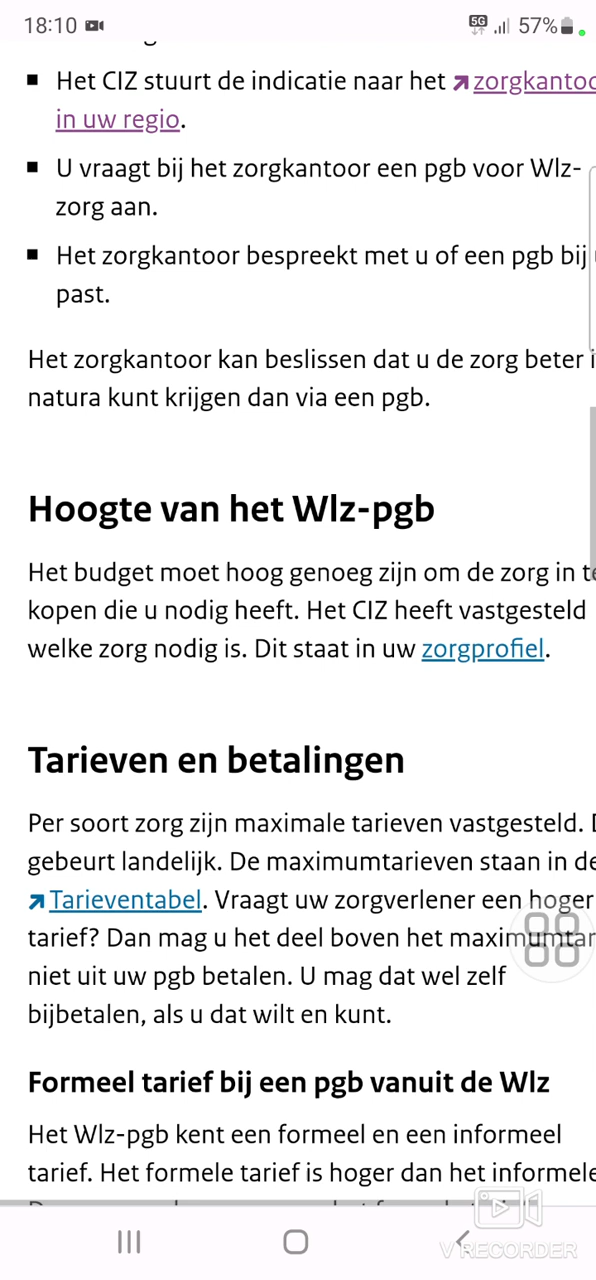 18:10 5G 57%
Het CIZ stuurt de indicatie naar het zorgkantoo
in uw regio.
U vraagt bij het zorgkantoor een pgb voor Wlz-
zorg aan.
Het zorgkantoor bespreekt met u of een pgb bij
past.
Het zorgkantoor kan beslissen dat u de zorg beter i
natura kunt krijgen dan via een pgb.
Hoogte van het Wlz-pgb
Het budget moet hoog genoeg zijn om de zorg in te
kopen die u nodig heeft. Het CIZ heeft vastgesteld
welke zorg nodig is. Dit staat in uw zorgprofiel.
Tarieven en betalingen
Per soort zorg zijn maximale tarieven vastgesteld. D
gebeurt landelijk. De maximumtarieven staan in de
Tarieventabel. Vraagt uw zorgverlener een hoger
tarief? Dan mag u het deel boven het maximumtar
niet uit uw pgb betalen. U mag dat wel zelf
bijbetalen, als u dat wilt en kunt.
Formeel tarief bij een pgb vanuit de Wlz
Het Wlz-pgb kent een formeel en een informeel
tarief. Het formele tarief is hoger dan het informele
V RECORDER